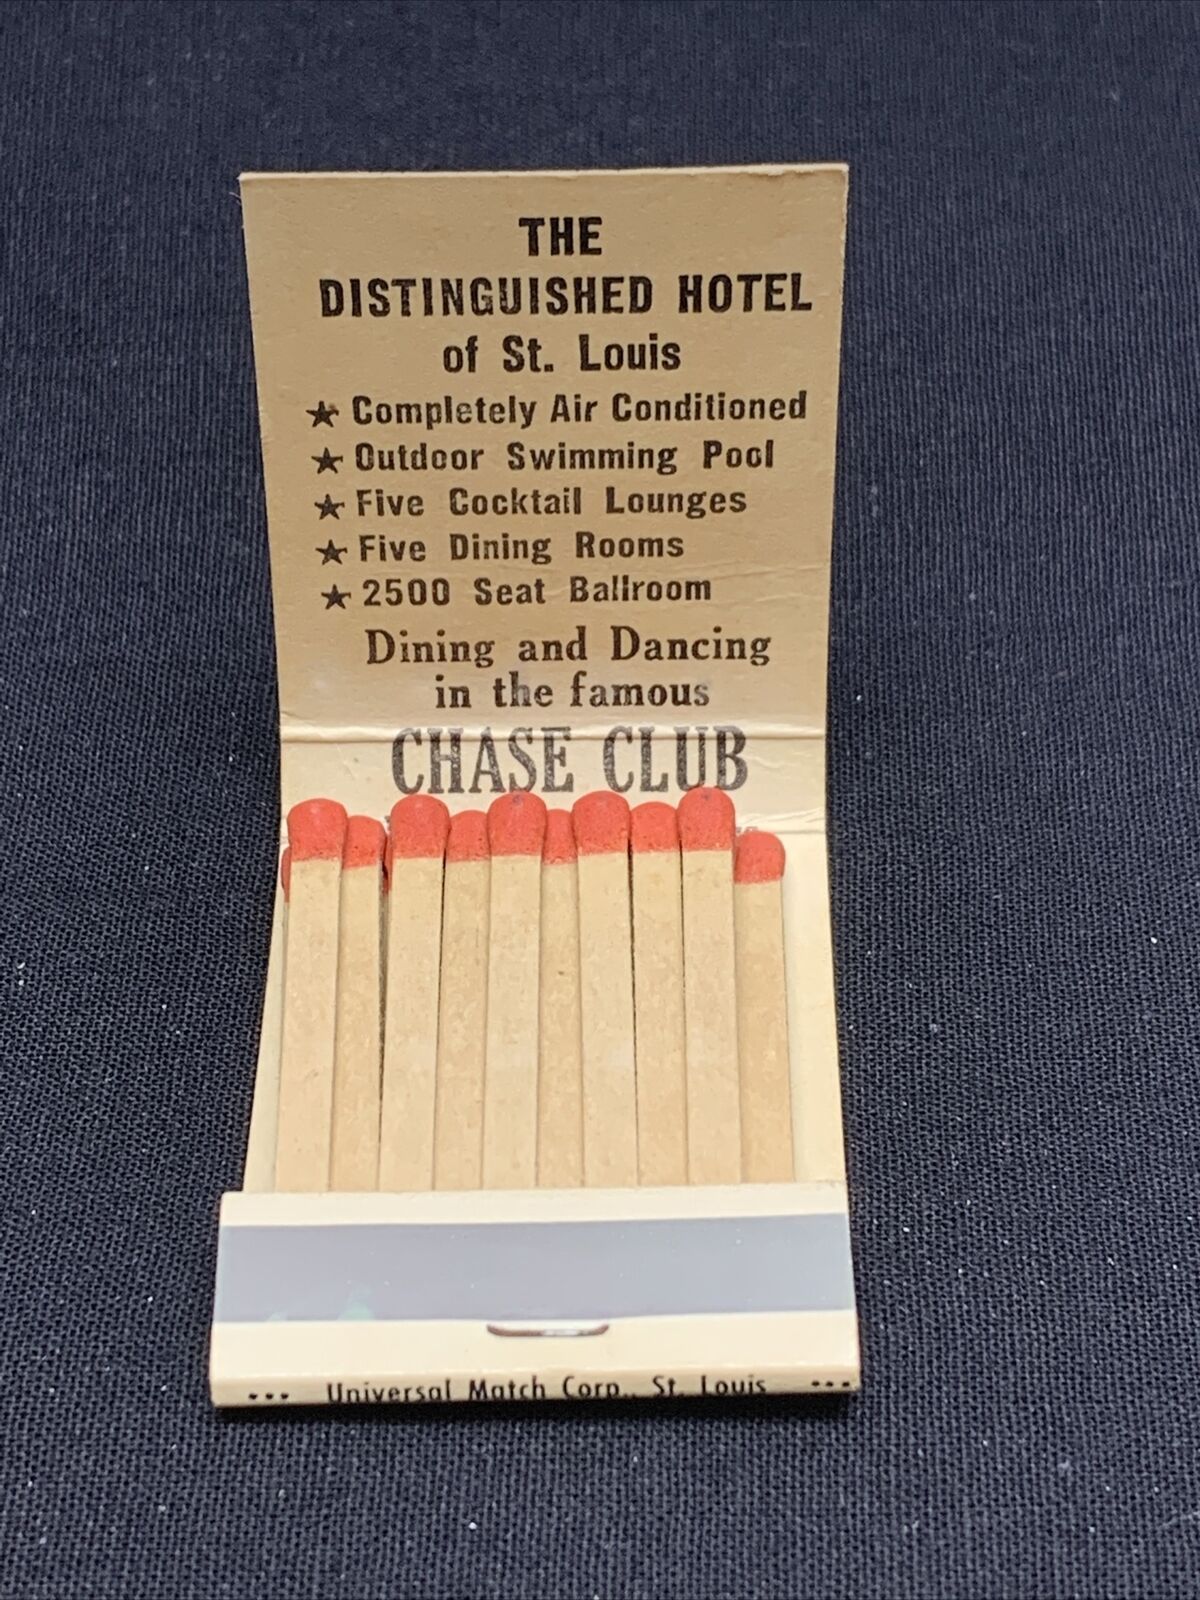 THE
DISTINGUISHED HOTEL
of St. Louis
★ Completely Air Conditioned
★ Outdoor Swimming Pool
★ Five Cocktail Lounges
★ Five Dining Rooms
★ 2500 Seat Ballroom
Dining and Dancing
in the famous
CHASE CLUB
••• Universal Match Corp., St. Louis •••